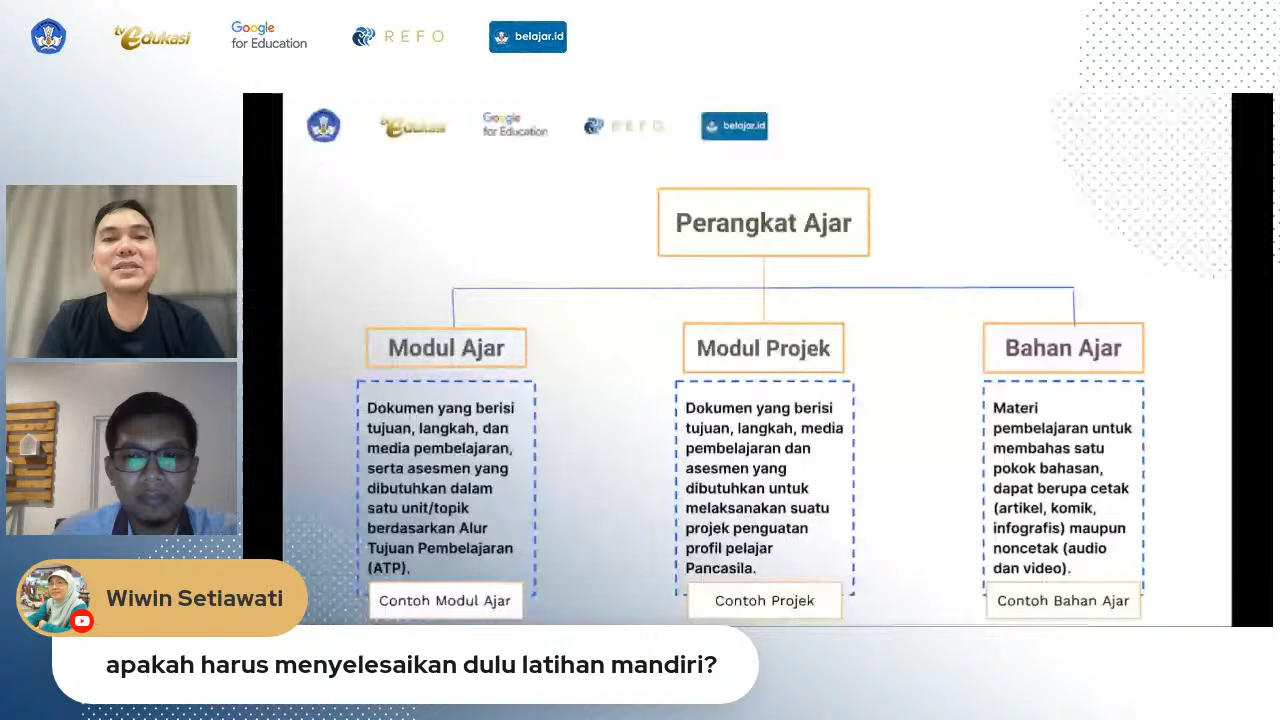 tv Edukasi
Google
for Education
REFO
belajar.id
tv Edukasi
Google
for Education
REFO
belajar.id
Perangkat Ajar
Modul Ajar
Dokumen yang berisi
tujuan, langkah, dan
media pembelajaran,
serta asesmen yang
dibutuhkan dalam
satu unit/topik
berdasarkan Alur
Tujuan Pembelajaran
(ATP).
Contoh Modul Ajar
Modul Projek
Dokumen yang berisi
tujuan, langkah, media
pembelajaran dan
asesmen yang
dibutuhkan untuk
melaksanakan suatu
projek penguatan
profil pelajar
Pancasila.
Contoh Projek
Bahan Ajar
Materi
pembelajaran untuk
membahas satu
pokok bahasan,
dapat berupa cetak
(artikel, komik,
infografis) maupun
noncetak (audio
dan video).
Contoh Bahan Ajar
Wiwin Setiawati
apakah harus menyelesaikan dulu latihan mandiri?